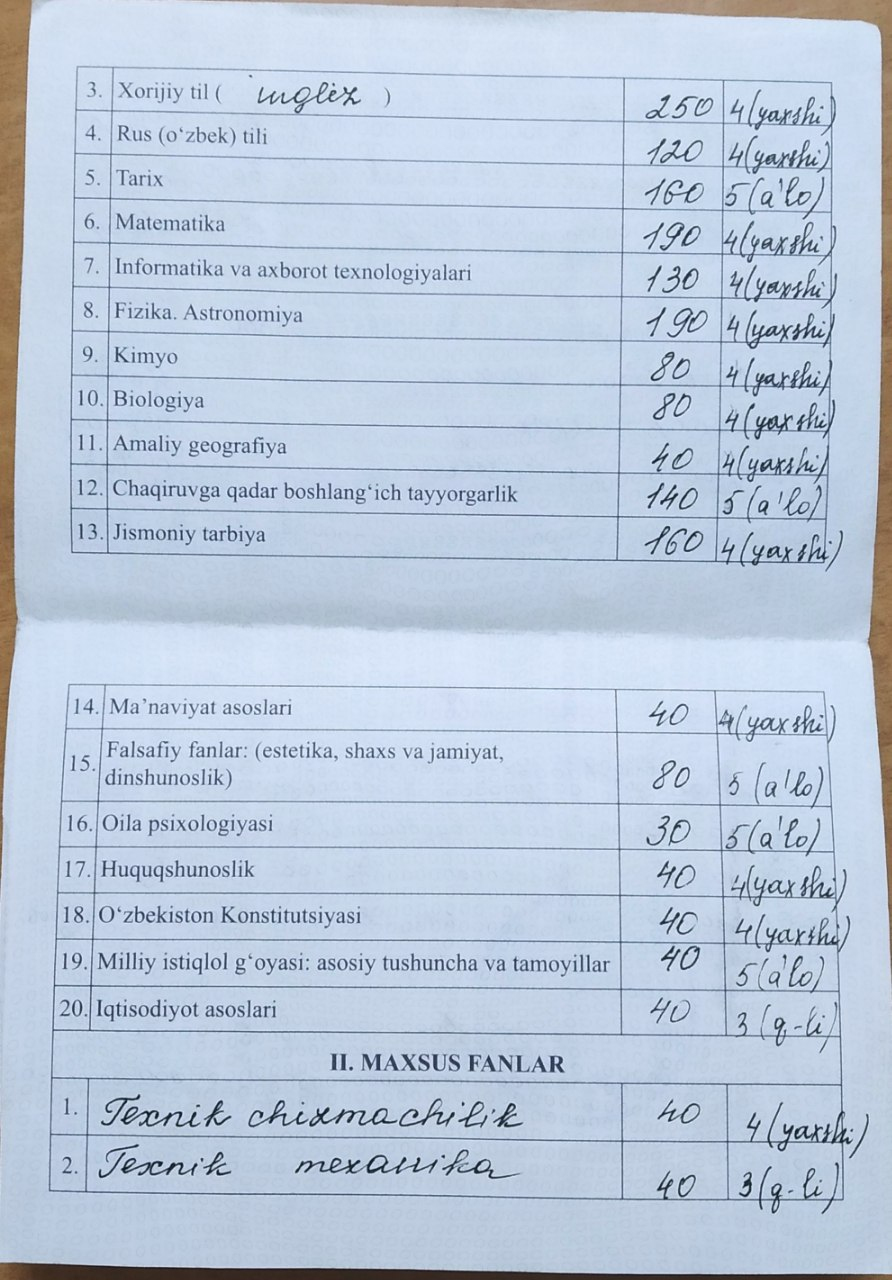 3. Xorijiy til ( ingliz ) 250 4(yaxshi)
4. Rus (o‘zbek) tili 120 4(yaxshi)
5. Tarix 160 5(a'lo)
6. Matematika 190 4(yaxshi)
7. Informatika va axborot texnologiyalari 130 4(yaxshi)
8. Fizika. Astronomiya 190 4(yaxshi)
9. Kimyo 80 4(yaxshi)
10. Biologiya 80 4(yaxshi)
11. Amaliy geografiya 40 4(yaxshi)
12. Chaqiruvga qadar boshlang‘ich tayyorgarlik 140 5(a'lo)
13. Jismoniy tarbiya 160 4(yaxshi)
14. Ma’naviyat asoslari 40 4(yaxshi)
15. Falsafiy fanlar: (estetika, shaxs va jamiyat,
dinshunoslik) 80 5 (a'lo)
16. Oila psixologiyasi 30 5(a'lo)
17. Huquqshunoslik 40 4(yaxshi)
18. O‘zbekiston Konstitutsiyasi 40 4(yaxshi)
19. Milliy istiqlol g‘oyasi: asosiy tushuncha va tamoyillar 40 5(a'lo)
20. Iqtisodiyot asoslari 40 3(q-li)
II. MAXSUS FANLAR
1. Texnik chizmachilik 40 4(yaxshi)
2. Texnik mexanika 40 3(q-li)